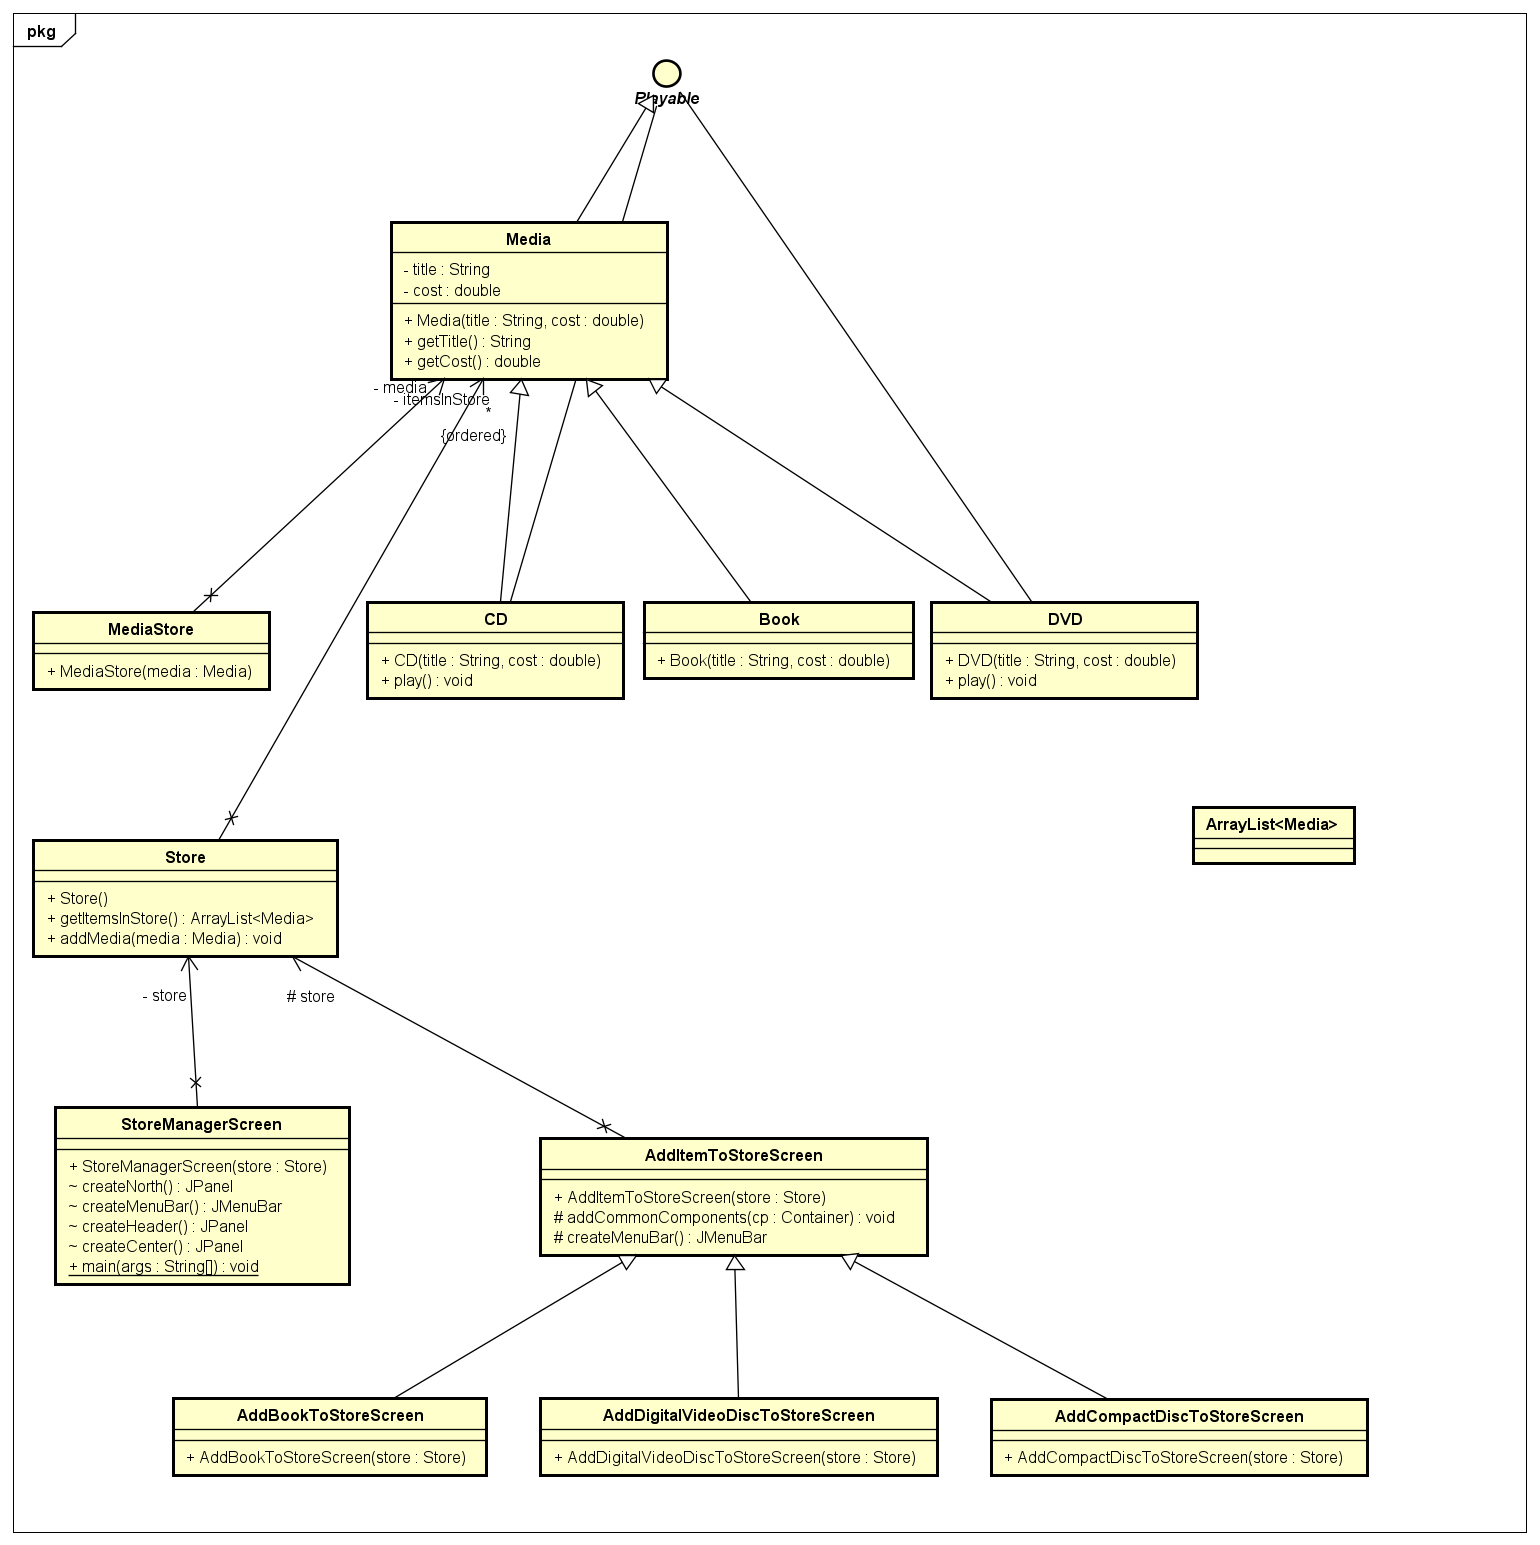 pkg
Playable
Media
- title : String
- cost : double
+ Media(title : String, cost : double)
+ getTitle() : String
+ getCost() : double
- media
- itemsInStore
*
{ordered}
MediaStore
+ MediaStore(media : Media)
CD
+ CD(title : String, cost : double)
+ play() : void
Book
+ Book(title : String, cost : double)
DVD
+ DVD(title : String, cost : double)
+ play() : void
ArrayList<Media>
Store
+ Store()
+ getItemsInStore() : ArrayList<Media>
+ addMedia(media : Media) : void
- store
# store
StoreManagerScreen
+ StoreManagerScreen(store : Store)
~ createNorth() : JPanel
~ createMenuBar() : JMenuBar
~ createHeader() : JPanel
~ createCenter() : JPanel
+ main(args : String[]) : void
AddItemToStoreScreen
+ AddItemToStoreScreen(store : Store)
# addCommonComponents(cp : Container) : void
# createMenuBar() : JMenuBar
AddBookToStoreScreen
+ AddBookToStoreScreen(store : Store)
AddDigitalVideoDiscToStoreScreen
+ AddDigitalVideoDiscToStoreScreen(store : Store)
AddCompactDiscToStoreScreen
+ AddCompactDiscToStoreScreen(store : Store)